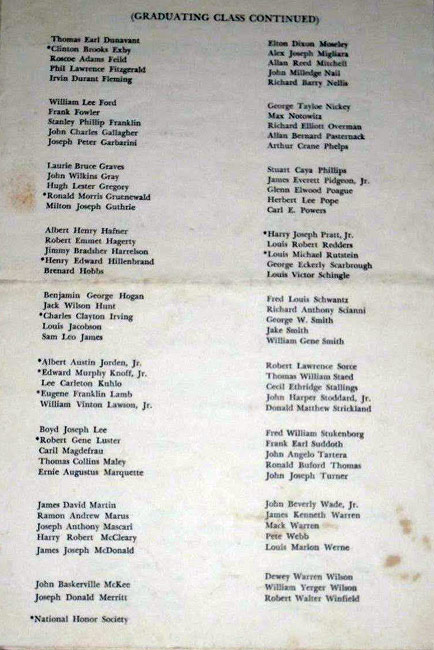 (GRADUATING CLASS CONTINUED)
Thomas Earl Dunavant
*Clinton Brooks Exby
Roscoe Adams Feild
Phil Lawrence Fitzgerald
Irvin Durant Fleming
William Lee Ford
Frank Fowler
Stanley Phillip Franklin
John Charles Gallagher
Joseph Peter Garbarini
Laurie Bruce Graves
John Wilkins Gray
Hugh Lester Gregory
*Ronald Morris Gruenewald
Milton Joseph Guthrie
Albert Henry Hafner
Robert Emmet Hagerty
Jimmy Bradsher Harrelson
*Henry Edward Hillenbrand
Brenard Hobbs
Benjamin George Hogan
Jack Wilson Hunt
*Charles Clayton Irving
Louis Jacobson
Sam Leo James
*Albert Austin Jorden, Jr.
*Edward Murphy Knoff, Jr.
Lee Carleton Kuhlo
*Eugene Franklin Lamb
William Vinton Lawson, Jr.
Boyd Joseph Lee
*Robert Gene Luster
Caril Magdefrau
Thomas Collins Maley
Ernie Augustus Marquette
James David Martin
Ramon Andrew Marus
Joseph Anthony Mascari
Harry Robert McCleary
James Joseph McDonald
John Baskerville McKee
Joseph Donald Merritt
*National Honor Society
Elton Dixon Moseley
Alex Joseph Migliara
Allan Reed Mitchell
John Milledge Nail
Richard Barry Nellis
George Tayloe Nickey
Max Notowitz
Richard Elliott Overman
Allan Bernard Pasternack
Arthur Crane Phelps
Stuart Caya Phillips
James Everett Pidgeon, Jr.
Glenn Elwood Poague
Herbert Lee Pope
Carl E. Powers
*Harry Joseph Pratt, Jr.
Louis Robert Redders
*Louis Michael Rutstein
George Eckerly Scarbrough
Louis Victor Schingle
Fred Louis Schwantz
Richard Anthony Scianni
George W. Smith
Jake Smith
William Gene Smith
Robert Lawrence Sorce
Thomas William Staed
Cecil Ethridge Stallings
John Harper Stoddard, Jr.
Donald Matthew Strickland
Fred William Stukenborg
Frank Earl Suddoth
John Angelo Tartera
Ronald Buford Thomas
John Joseph Turner
John Beverly Wade, Jr.
James Kenneth Warren
Mack Warren
Pete Webb
Louis Marion Werne
Dewey Warren Wilson
William Yerger Wilson
Robert Walter Winfield